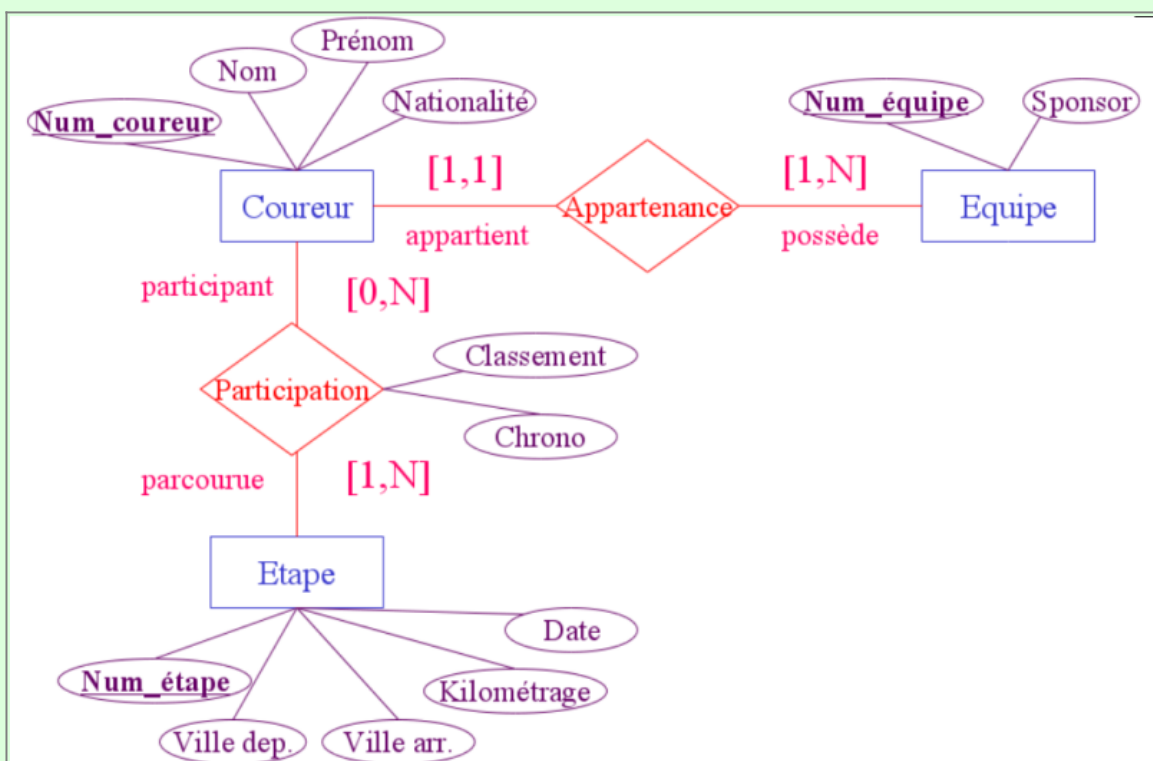 Prénom
Nom
Nationalité
Num_coureur
Num_équipe
Sponsor
[1,1]
[1,N]
Coureur
Appartenance
Equipe
appartient
possède
participant
[0,N]
Classement
Participation
Chrono
parcourue
[1,N]
Etape
Date
Num_étape
Kilométrage
Ville dep.
Ville arr.